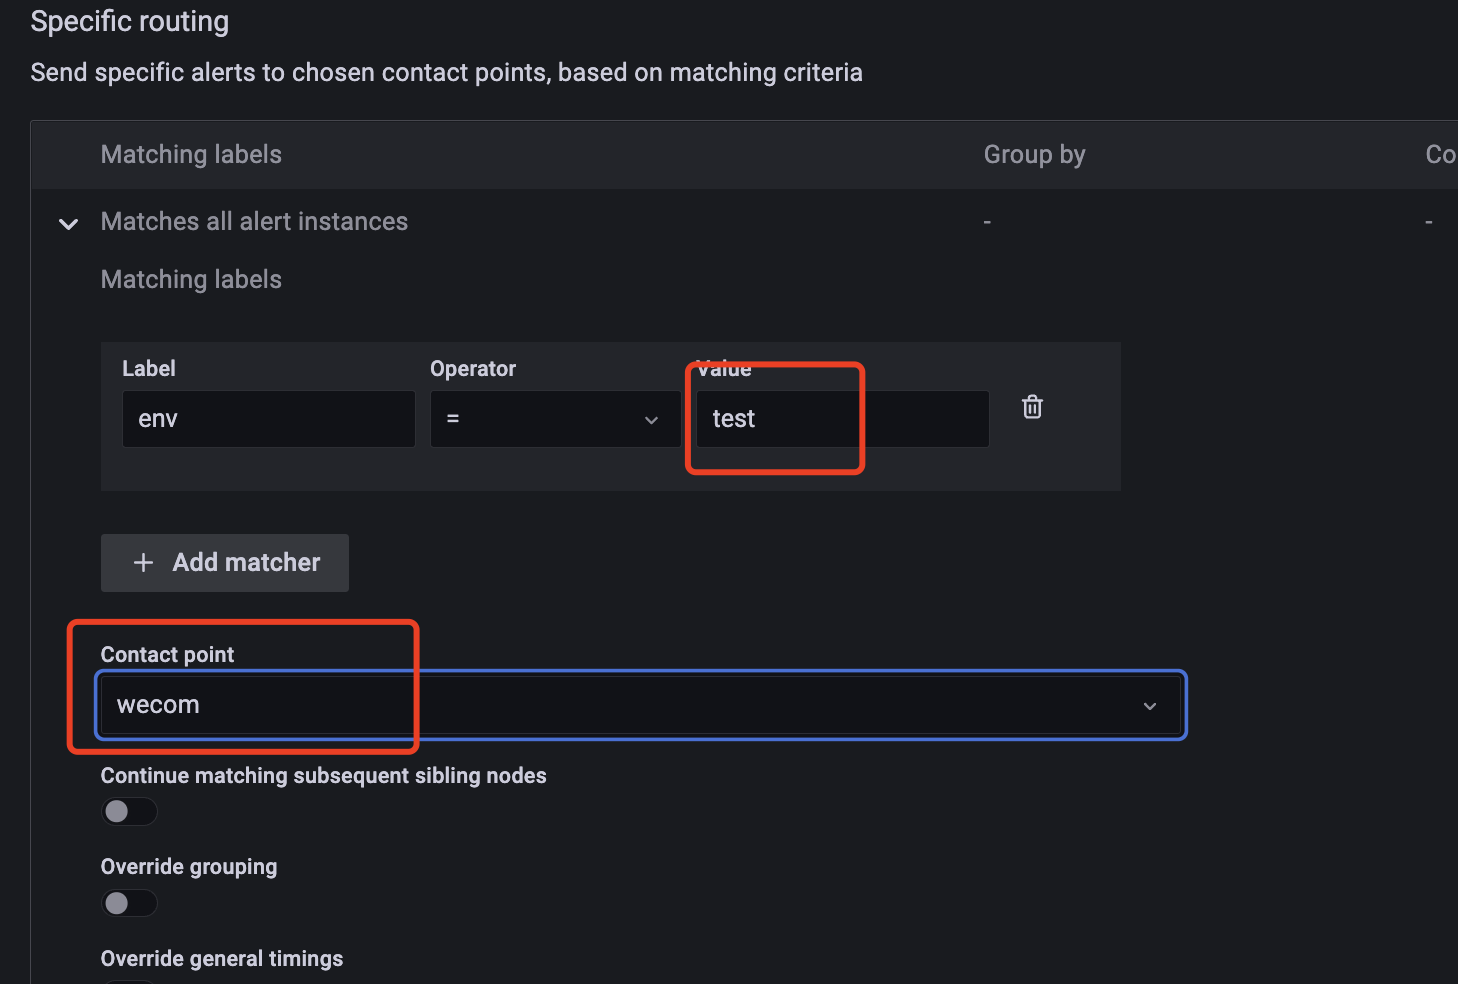 Specific routing
Send specific alerts to chosen contact points, based on matching criteria
Matching labels Group by Co
Matches all alert instances - -
Matching labels
Label Operator Value
env = test
+ Add matcher
Contact point
wecom
Continue matching subsequent sibling nodes
Override grouping
Override general timings